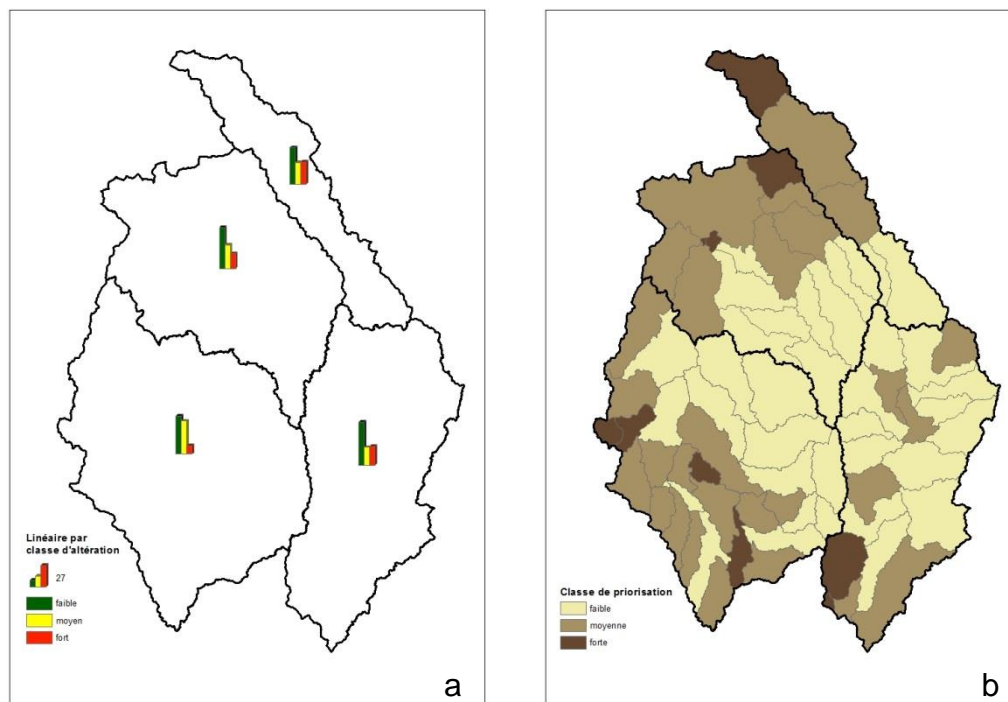 Linéaire par
classe d'altération
27
faible
moyen
fort
a
Classe de priorisation
faible
moyenne
forte
b